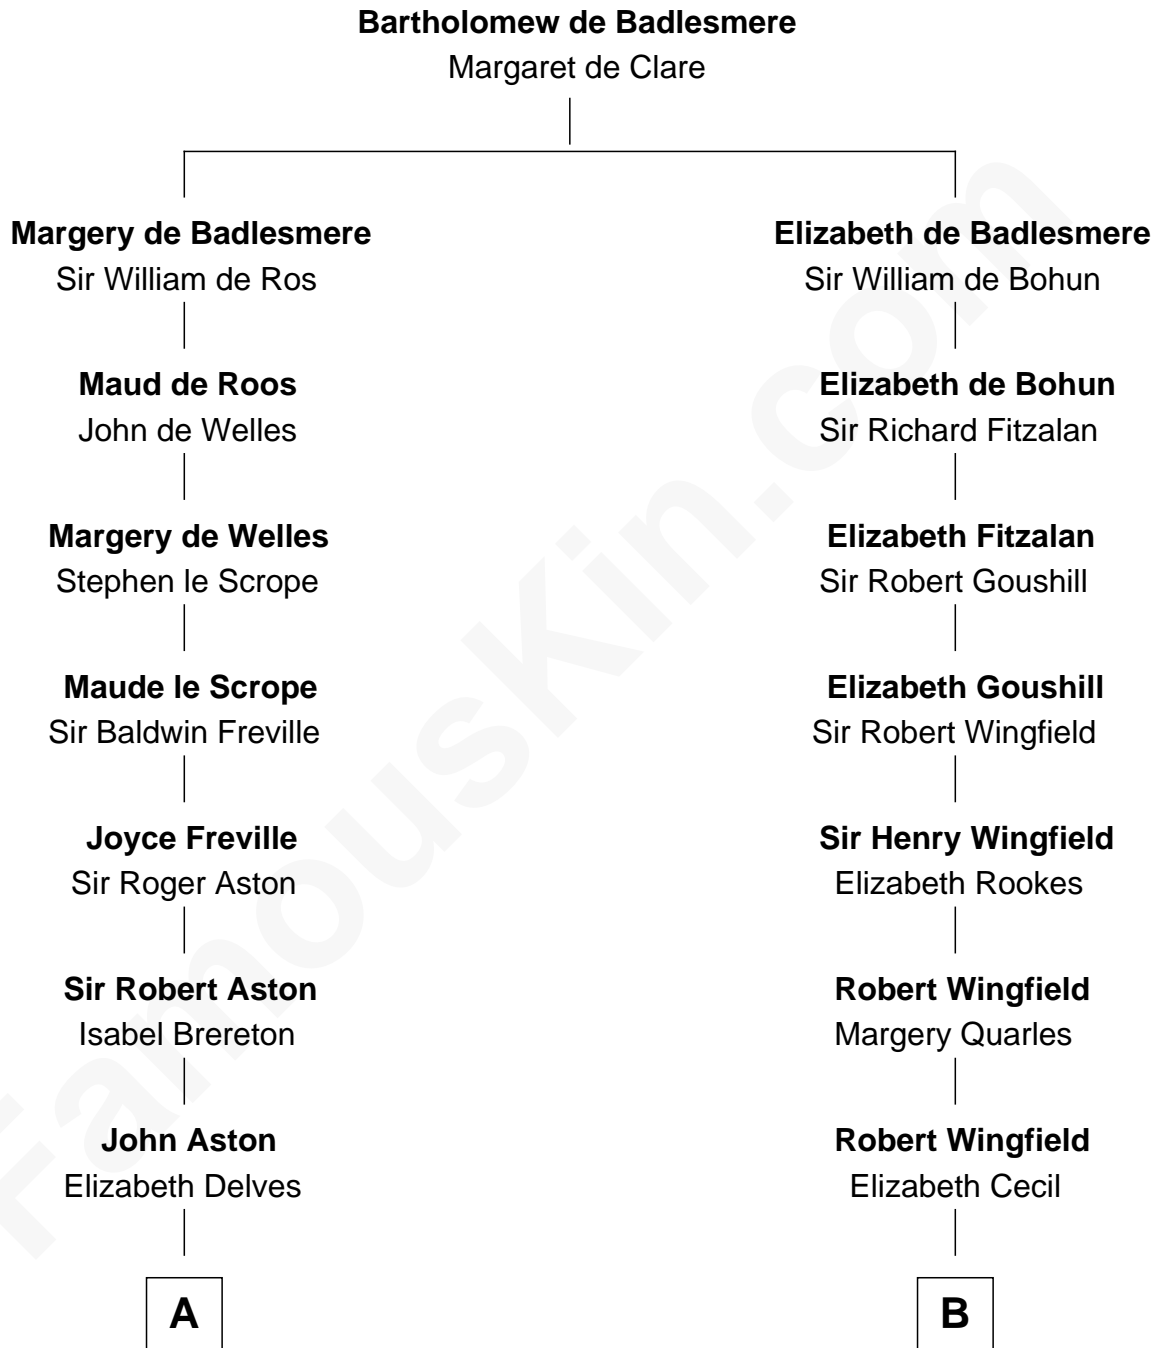 Bartholomew de Badlesmere
Margaret de Clare
Margery de Badlesmere
Sir William de Ros
Elizabeth de Badlesmere
Sir William de Bohun
Maud de Roos
John de Welles
Elizabeth de Bohun
Sir Richard Fitzalan
Margery de Welles
Stephen le Scrope
Elizabeth Fitzalan
Sir Robert Goushill
Maude le Scrope
Sir Baldwin Freville
Elizabeth Goushill
Sir Robert Wingfield
Joyce Freville
Sir Roger Aston
Sir Henry Wingfield
Elizabeth Rookes
Sir Robert Aston
Isabel Brereton
Robert Wingfield
Margery Quarles
John Aston
Elizabeth Delves
Robert Wingfield
Elizabeth Cecil
A
B
FamousKin.com